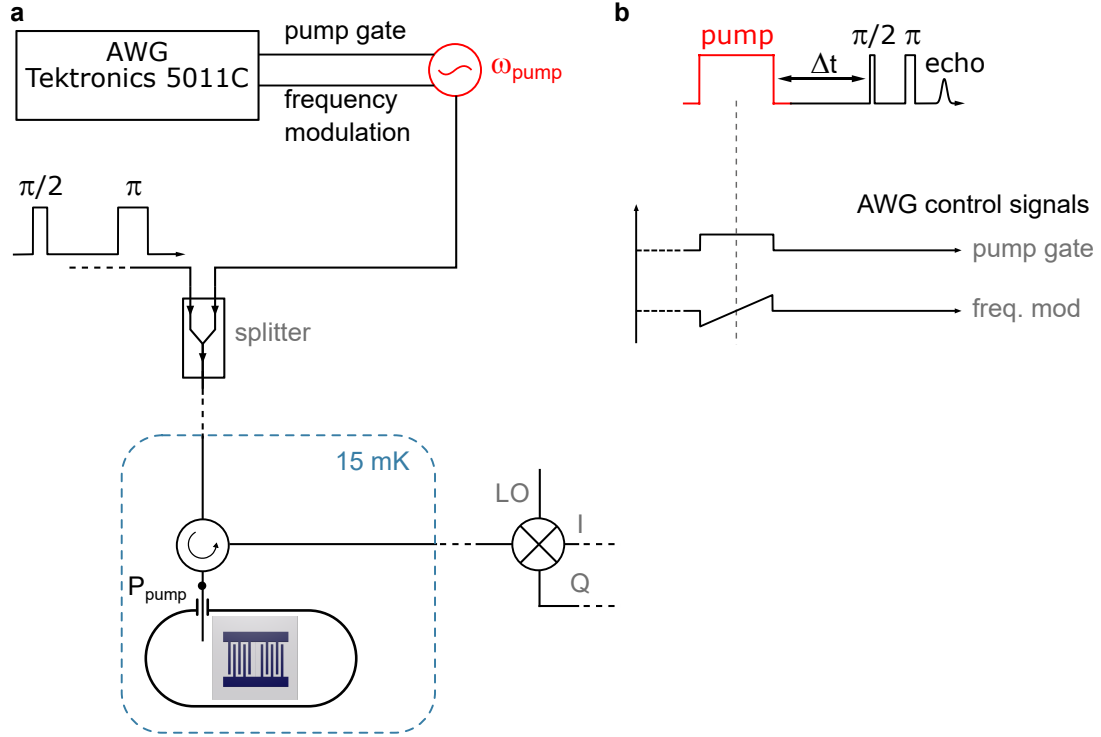 a
AWG
Tektronics 5011C
pump gate
frequency
modulation
ωpump
π/2
π
splitter
15 mK
LO
I
Q
Ppump
b
pump
Δt
π/2 π
echo
AWG control signals
pump gate
freq. mod